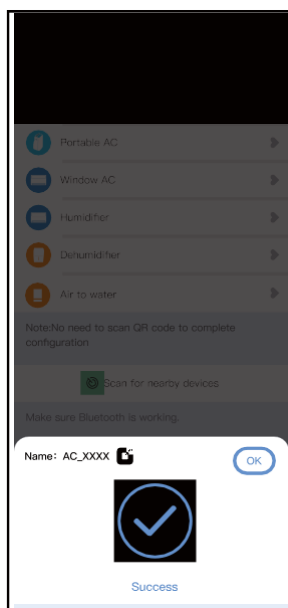 Portable AC
Window AC
Humidifier
Dehumidifier
Air to water
Note:No need to scan QR code to complete
configuration
Scan for nearby devices
Make sure Bluetooth is working.
Name: AC_XXXX
OK
Success